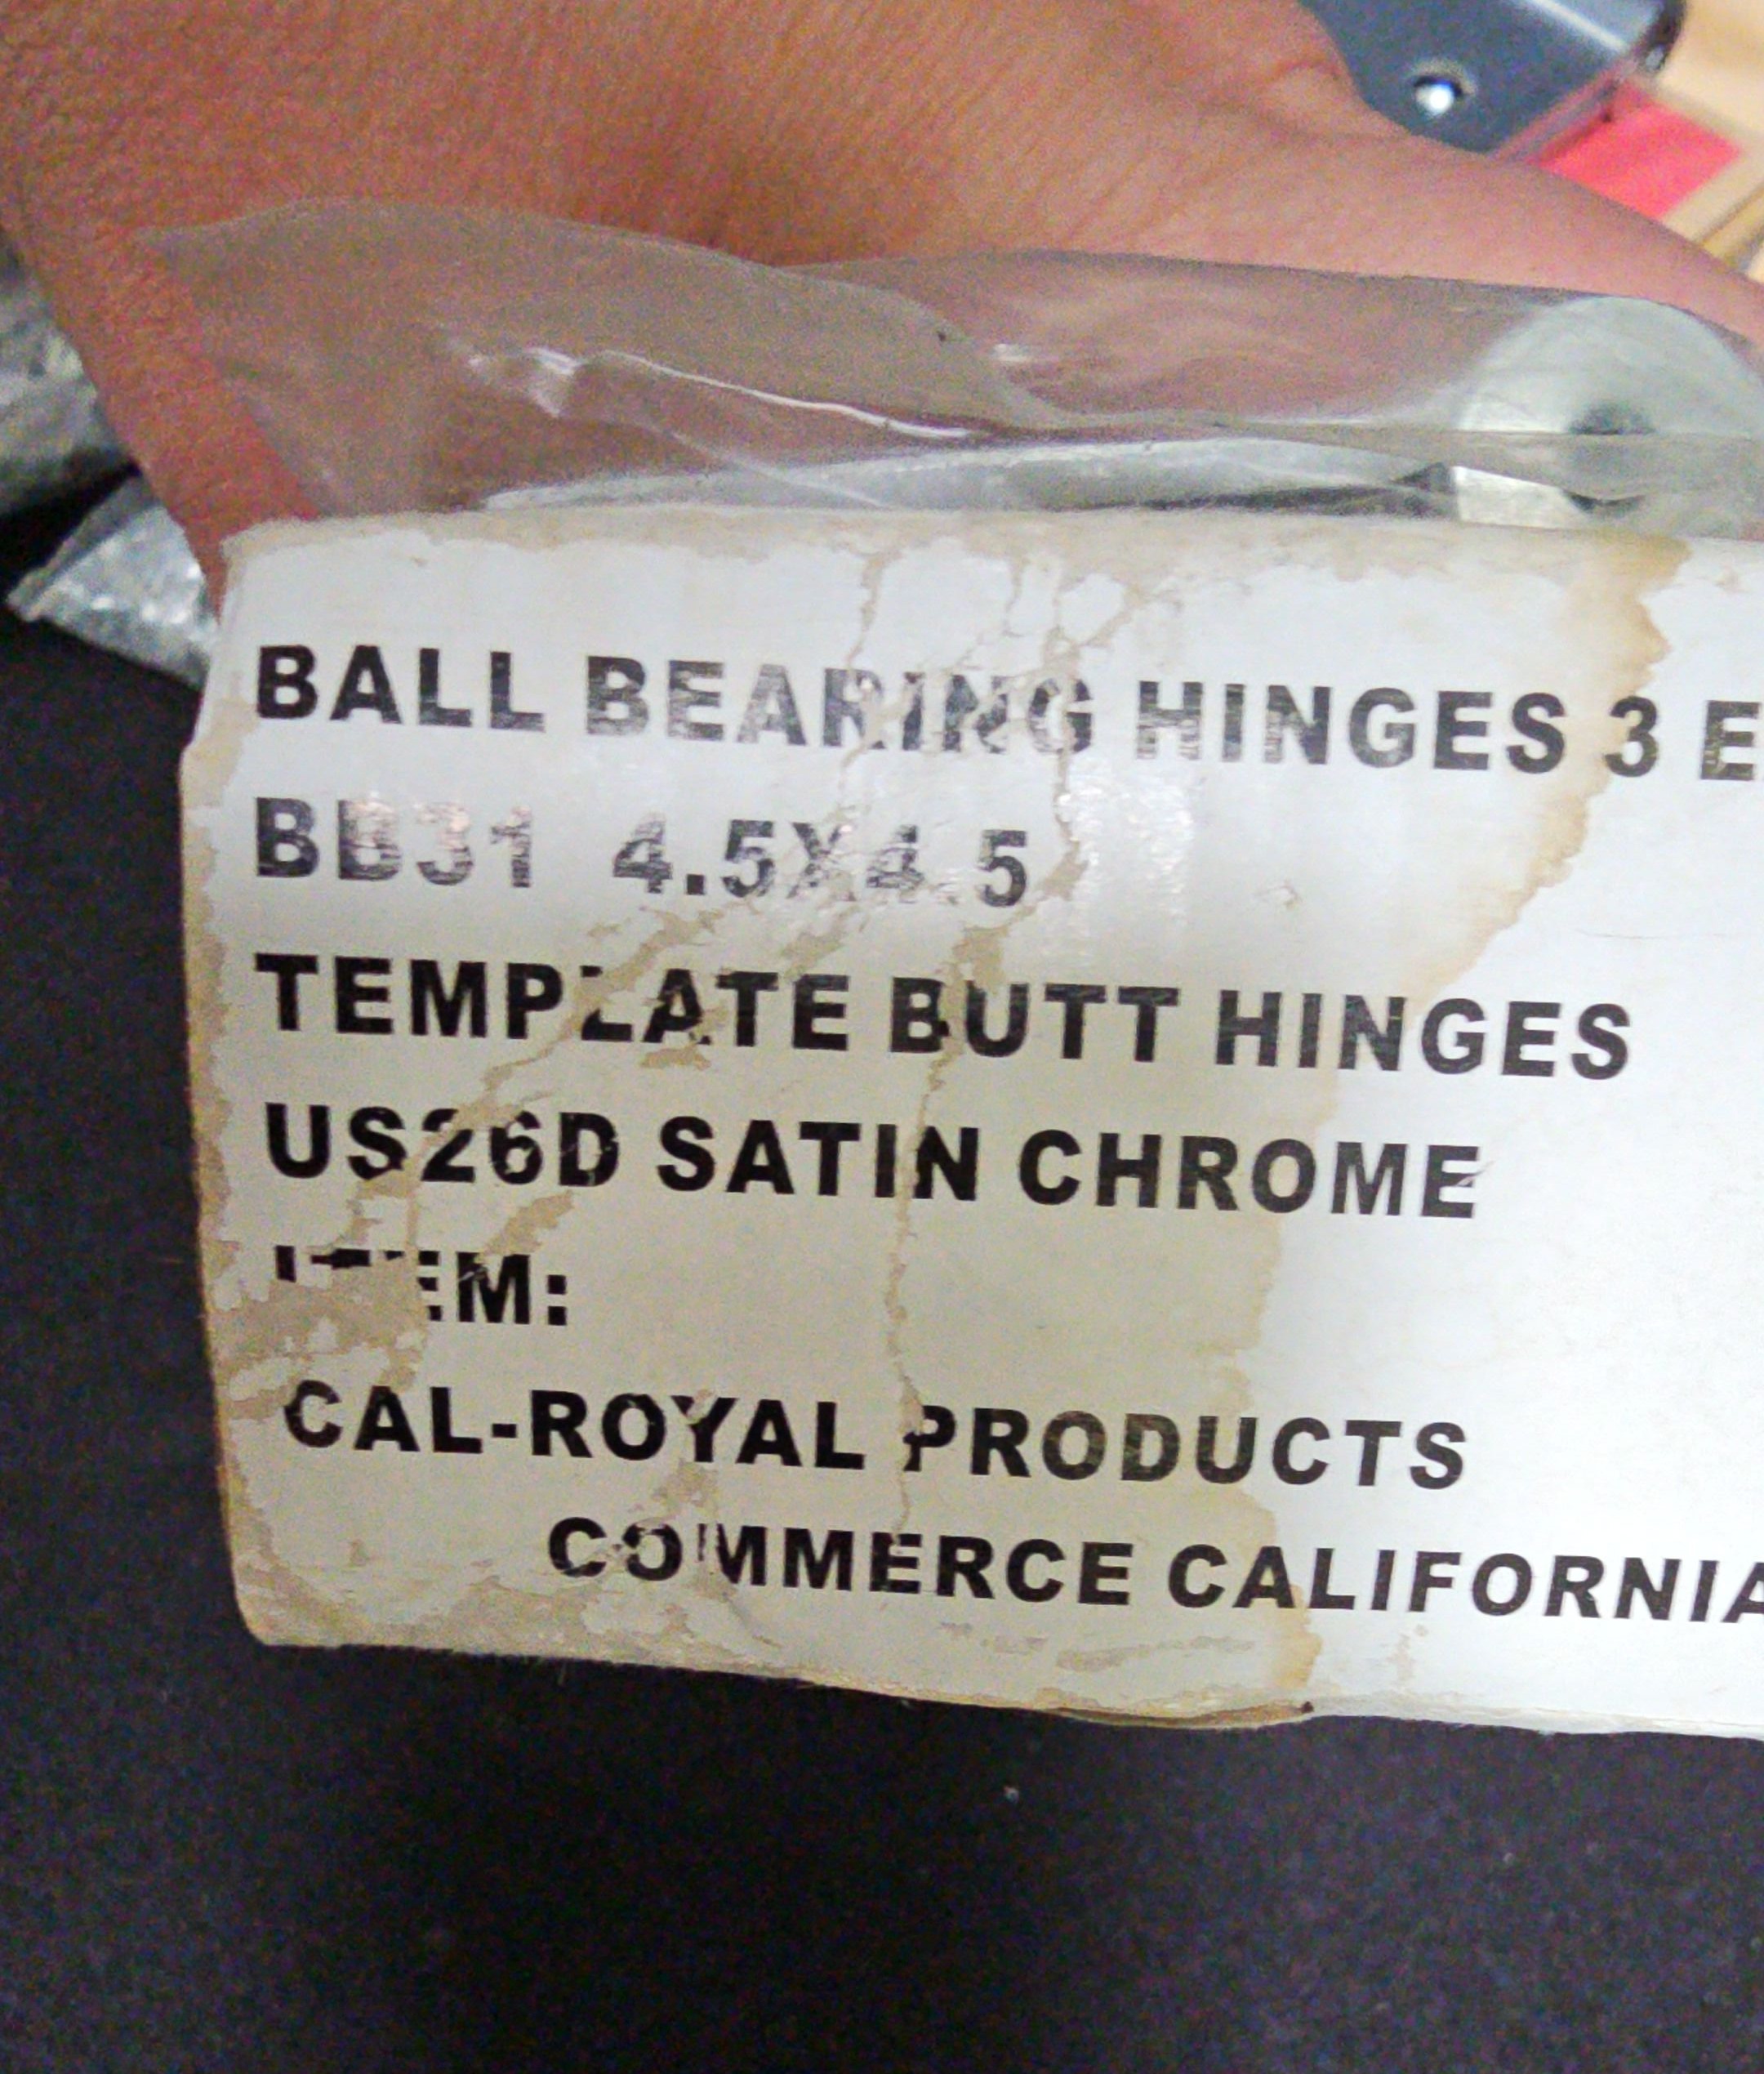 BALL BEARING HINGES 3 E
BB31 4.5X4.5
TEMPLATE BUTT HINGES
US26D SATIN CHROME
ITEM:
CAL-ROYAL PRODUCTS
COMMERCE CALIFORNIA